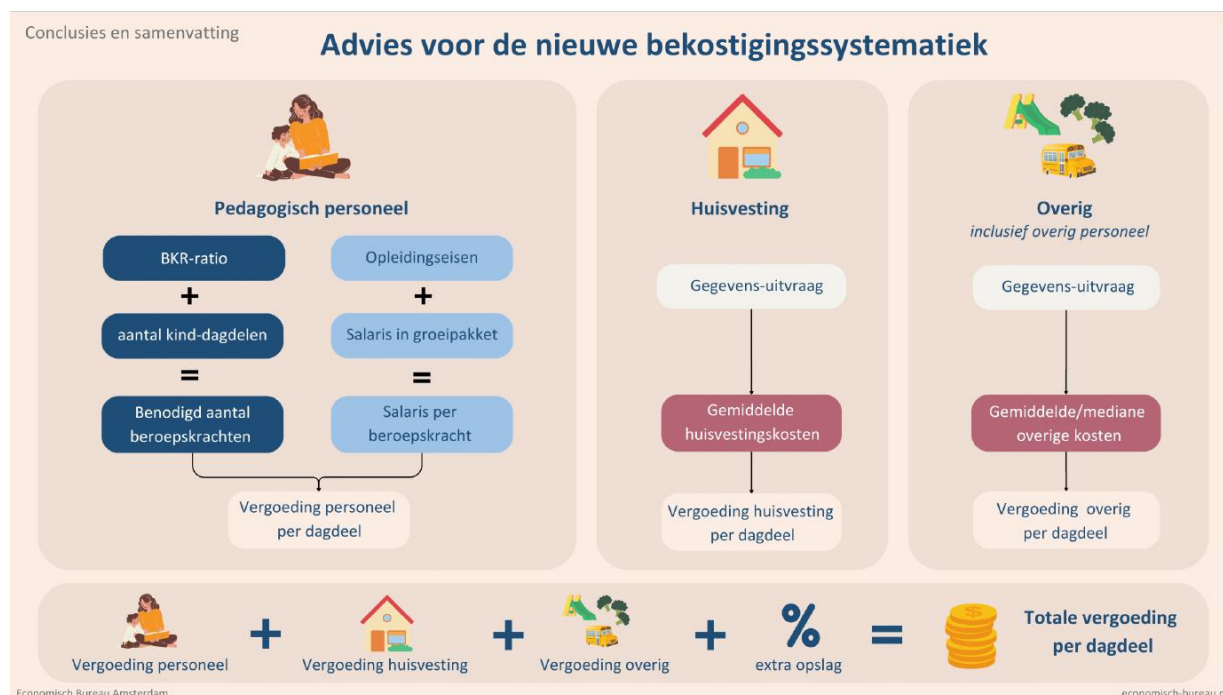 Conclusies en samenvatting
Advies voor de nieuwe bekostigingssystematiek
Pedagogisch personeel
BKR-ratio
+
aantal kind-dagdelen
=
Benodigd aantal
beroepskrachten
Opleidingseisen
+
Salaris in groeipakket
=
Salaris per
beroepskracht
Vergoeding personeel
per dagdeel
Huisvesting
Gegevens-uitvraag
Gemiddelde
huisvestingskosten
Vergoeding huisvesting
per dagdeel
Overig
inclusief overig personeel
Gegevens-uitvraag
Gemiddelde/mediane
overige kosten
Vergoeding overig
per dagdeel
Vergoeding personeel
+
Vergoeding huisvesting
+
Vergoeding overig
+
%
extra opslag
=
$
Totale vergoeding
per dagdeel
Economisch Bureau Amsterdam